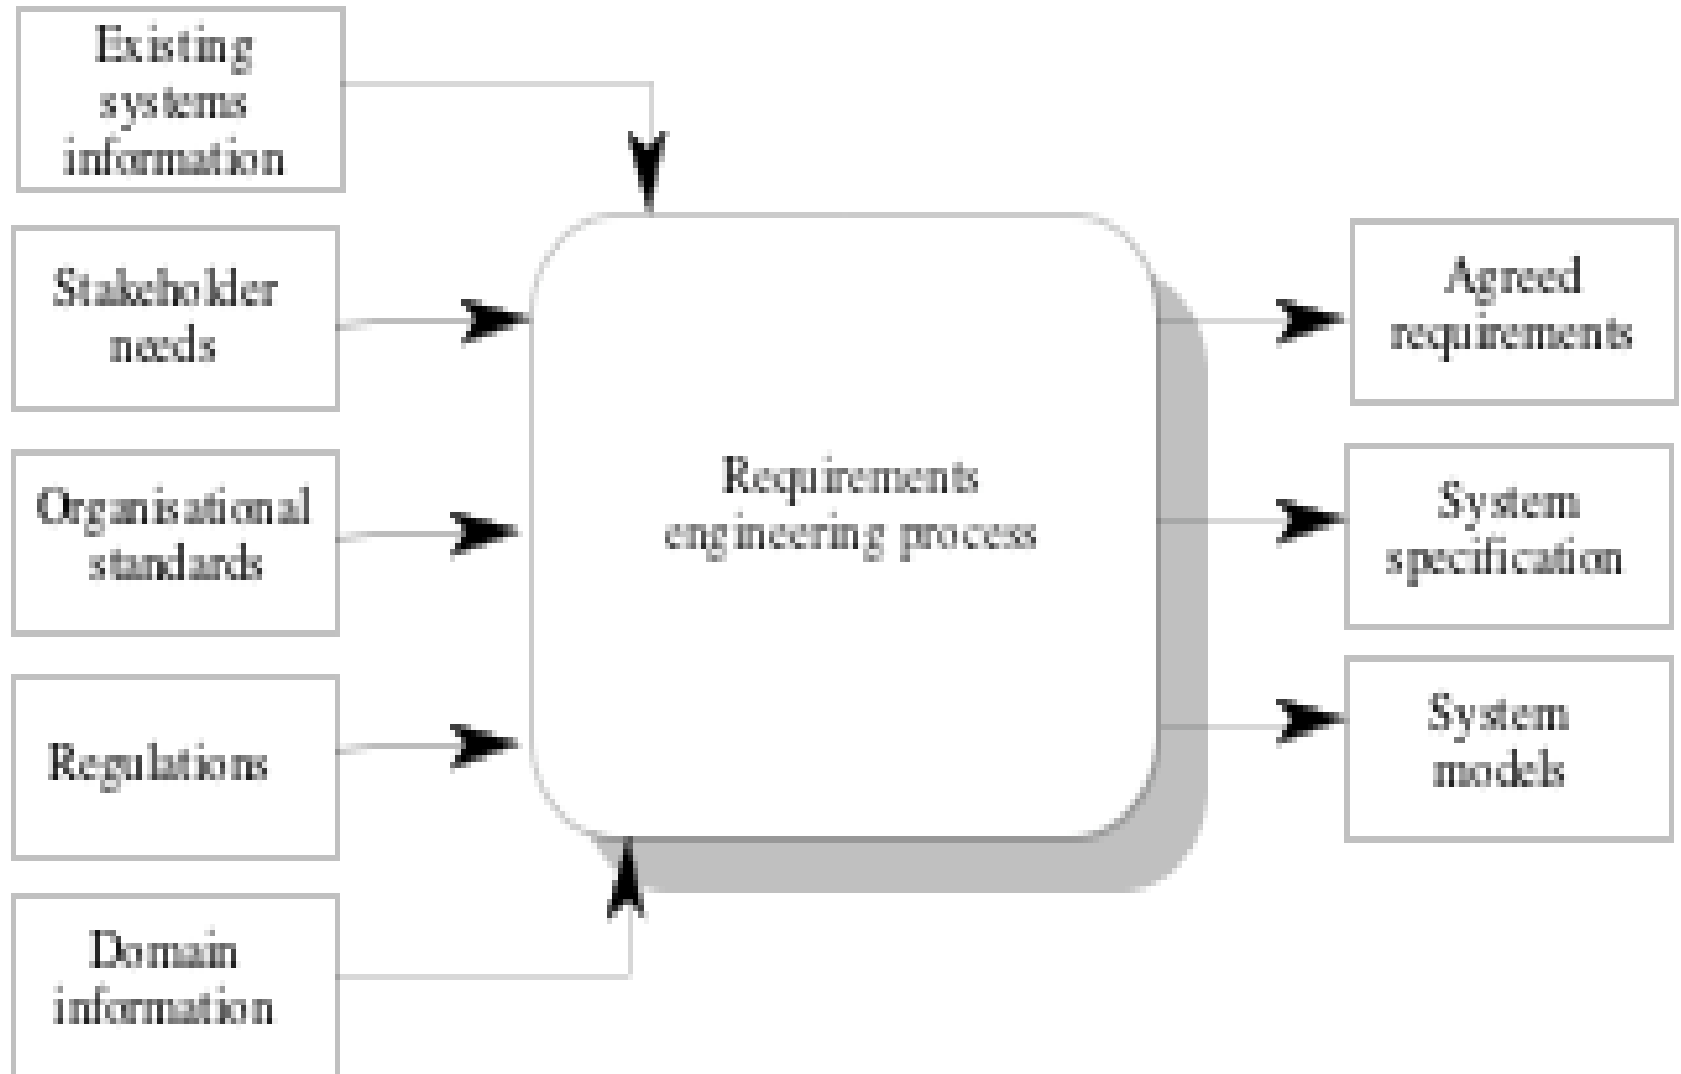 Existing
systems
information
Stakeholder
needs
Organisational
standards
Regulations
Domain
information
Requirements
engineering process
Agreed
requirements
System
specification
System
models